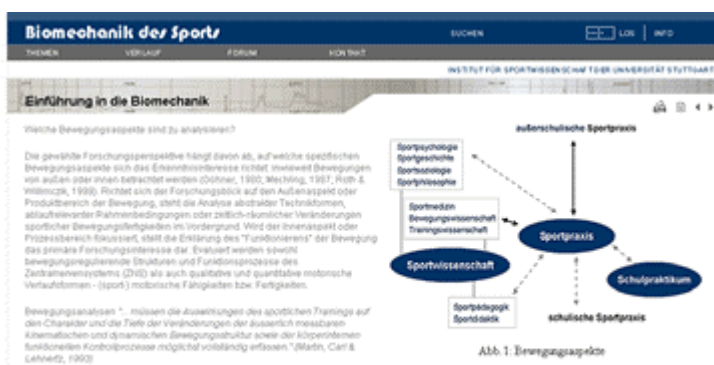 Biomechanik des Sports
SUCHEN
LOS
INFO
THEMEN
VERLAUF
FORUM
KONTAKT
INSTITUT FÜR SPORTWISSENSCHAFT DER UNIVERSITÄT STUTTGART
Einführung in die Biomechanik
Welche Bewegungsaspekte sind zu analysieren?
Die gewählte Forschungsperspektive hängt davon ab, auf welche spezifischen
Bewegungsaspekte sich das Erkenntnisinteresse richtet. Inwieweit Bewegungen
von außen oder innen betrachtet werden (Göhner, 1980; Mechling, 1987; Roth &
Willimczik, 1999). Richtet sich der Forschungsblick auf den Außenaspekt oder
Produktbereich der Bewegung, steht die Analyse abstrakter Technikformen,
ablaufrelevanter Rahmenbedingungen oder zeitlich-räumlicher Veränderungen
sportlicher Bewegungsfertigkeiten im Vordergrund. Wird der Innenaspekt oder
Prozessbereich fokussiert, stellt die Erklärung des "Funktionierens" der Bewegung
das primäre Forschungsinteresse dar. Evaluiert werden sowohl
bewegungsregulierende Strukturen und Funktionsprozesse des
Zentralnervensystems (ZNS) als auch qualitative und quantitative motorische
Verlaufsformen - (sport-) motorische Fähigkeiten bzw. Fertigkeiten.
Bewegungsanalysen "... müssen die Auswirkungen des sportlichen Trainings auf
den Charakter und die Tiefe der Veränderungen der äusserlich messbaren
kinematischen und dynamischen Bewegungsstruktur sowie der körperinternen
funktionellen Kontrollprozesse möglichst vollständig erfassen." (Martin, Carl &
Lehnertz, 1993)
außerschulische Sportpraxis
Sportpsychologie
Sportgeschichte
Sportsoziologie
Sportphilosophie
Sportmedizin
Bewegungswissenschaft
Trainingswissenschaft
Sportpraxis
Sportwissenschaft
Schulpraktikum
Sportpädagogik
Sportdidaktik
schulische Sportpraxis
Abb. 1: Bewegungsaspekte